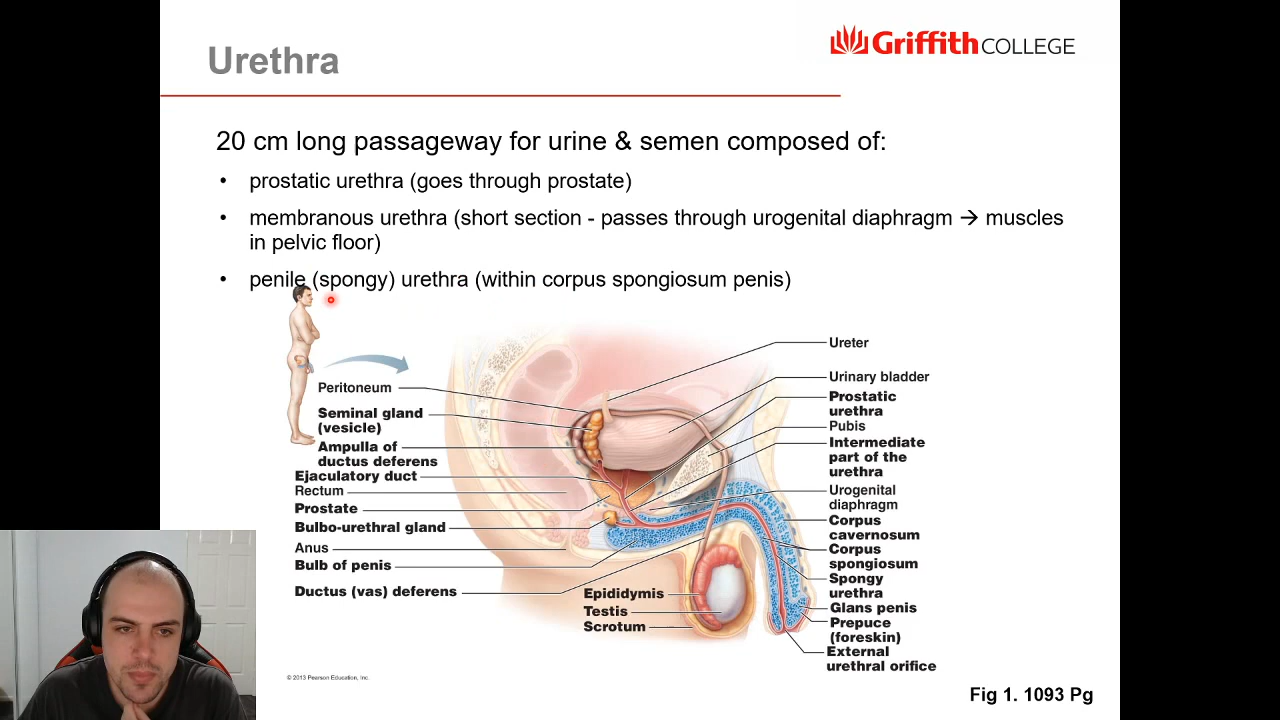 Urethra
Griffith COLLEGE
20 cm long passageway for urine & semen composed of:
• prostatic urethra (goes through prostate)
• membranous urethra (short section - passes through urogenital diaphragm → muscles
in pelvic floor)
• penile (spongy) urethra (within corpus spongiosum penis)
Peritoneum
Seminal gland
(vesicle)
Ampulla of
ductus deferens
Ejaculatory duct
Rectum
Prostate
Bulbo-urethral gland
Anus
Bulb of penis
Ductus (vas) deferens
Epididymis
Testis
Scrotum
Ureter
Urinary bladder
Prostatic
urethra
Pubis
Intermediate
part of the
urethra
Urogenital
diaphragm
Corpus
cavernosum
Corpus
spongiosum
Spongy
urethra
Glans penis
Prepuce
(foreskin)
External
urethral orifice
© 2013 Pearson Education, Inc.
Fig 1. 1093 Pg